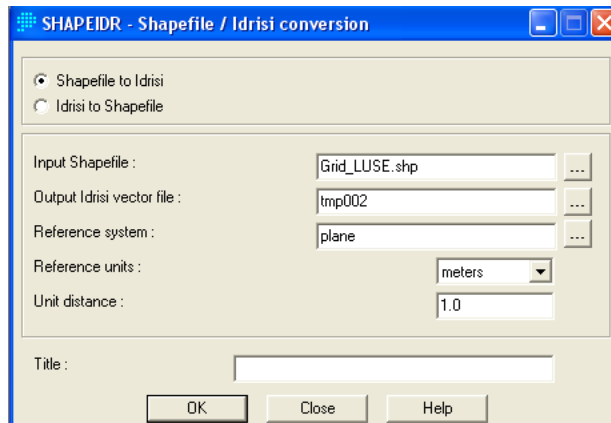 SHAPEIDR - Shapefile / Idrisi conversion
Shapefile to Idrisi
Idrisi to Shapefile
Input Shapefile : Grid_LUSE.shp ...
Output Idrisi vector file : tmp002 ...
Reference system : plane ...
Reference units : meters
Unit distance : 1.0
Title :
OK Close Help